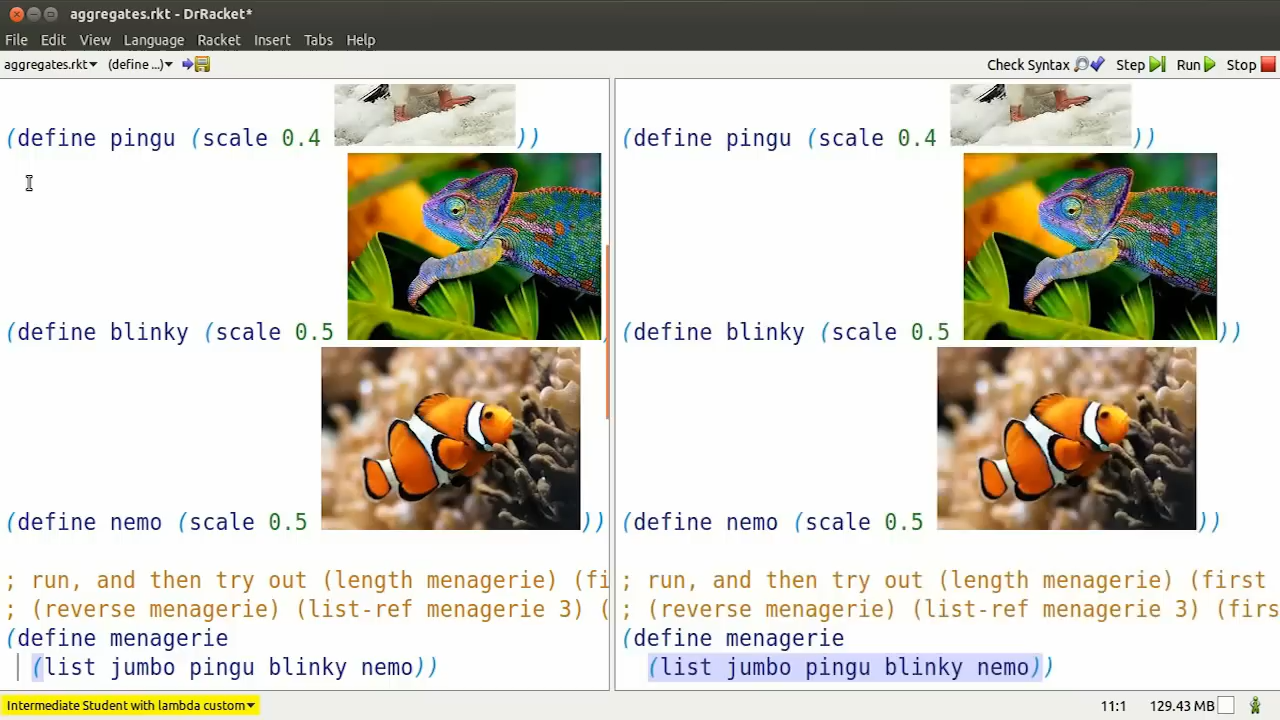 aggregates.rkt - DrRacket*
File Edit View Language Racket Insert Tabs Help
aggregates.rkt (define ...) Check Syntax Step Run Stop
(define pingu (scale 0.4 ))
(define blinky (scale 0.5
(define nemo (scale 0.5 ))
; run, and then try out (length menagerie) (fi
; (reverse menagerie) (list-ref menagerie 3) (
(define menagerie
(list jumbo pingu blinky nemo))
(define pingu (scale 0.4 ))
(define blinky (scale 0.5 ))
(define nemo (scale 0.5 ))
; run, and then try out (length menagerie) (first
; (reverse menagerie) (list-ref menagerie 3) (firs
(define menagerie
(list jumbo pingu blinky nemo))
Intermediate Student with lambda custom 11:1 129.43 MB